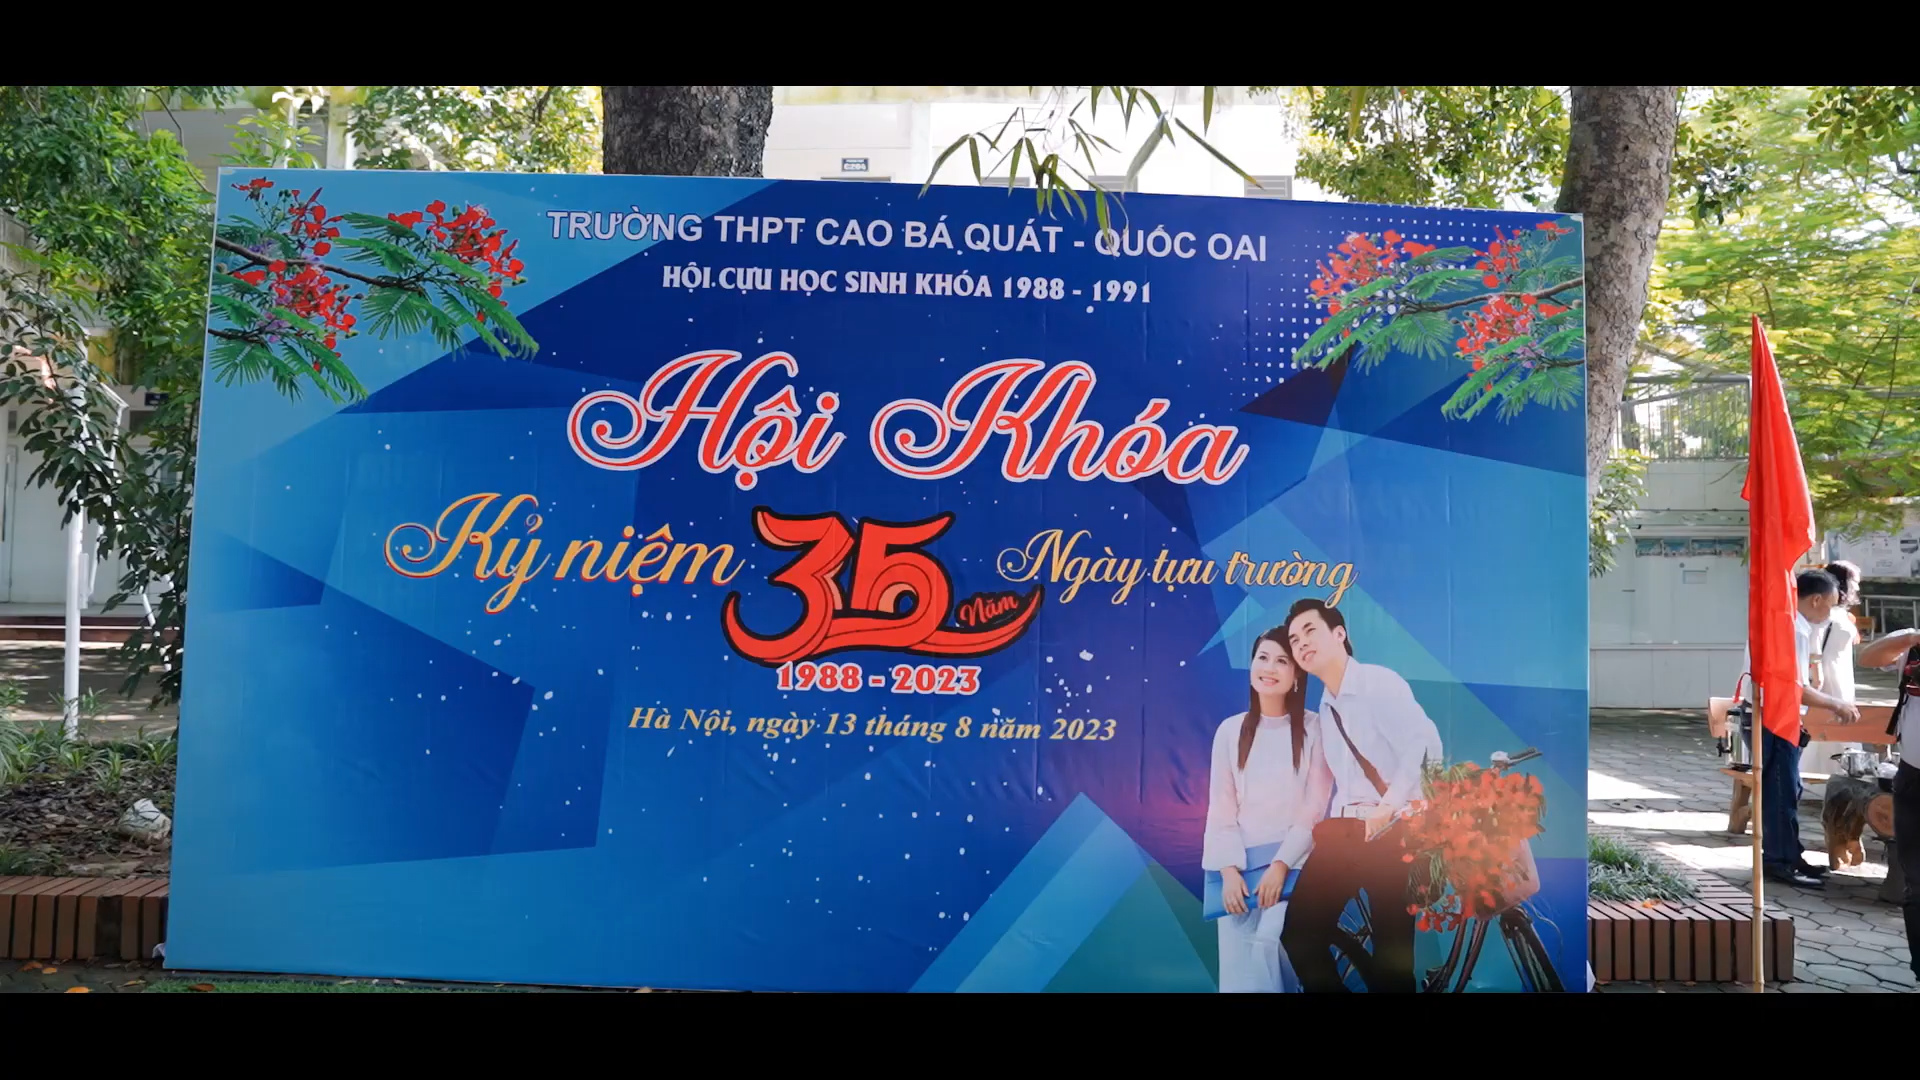 TRƯỜNG THPT CAO BÁ QUÁT - QUỐC OAI
HỘI CỰU HỌC SINH KHÓA 1988 - 1991
Hội Khóa
Kỷ niệm 35 Năm Ngày tựu trường
1988 - 2023
Hà Nội, ngày 13 tháng 8 năm 2023